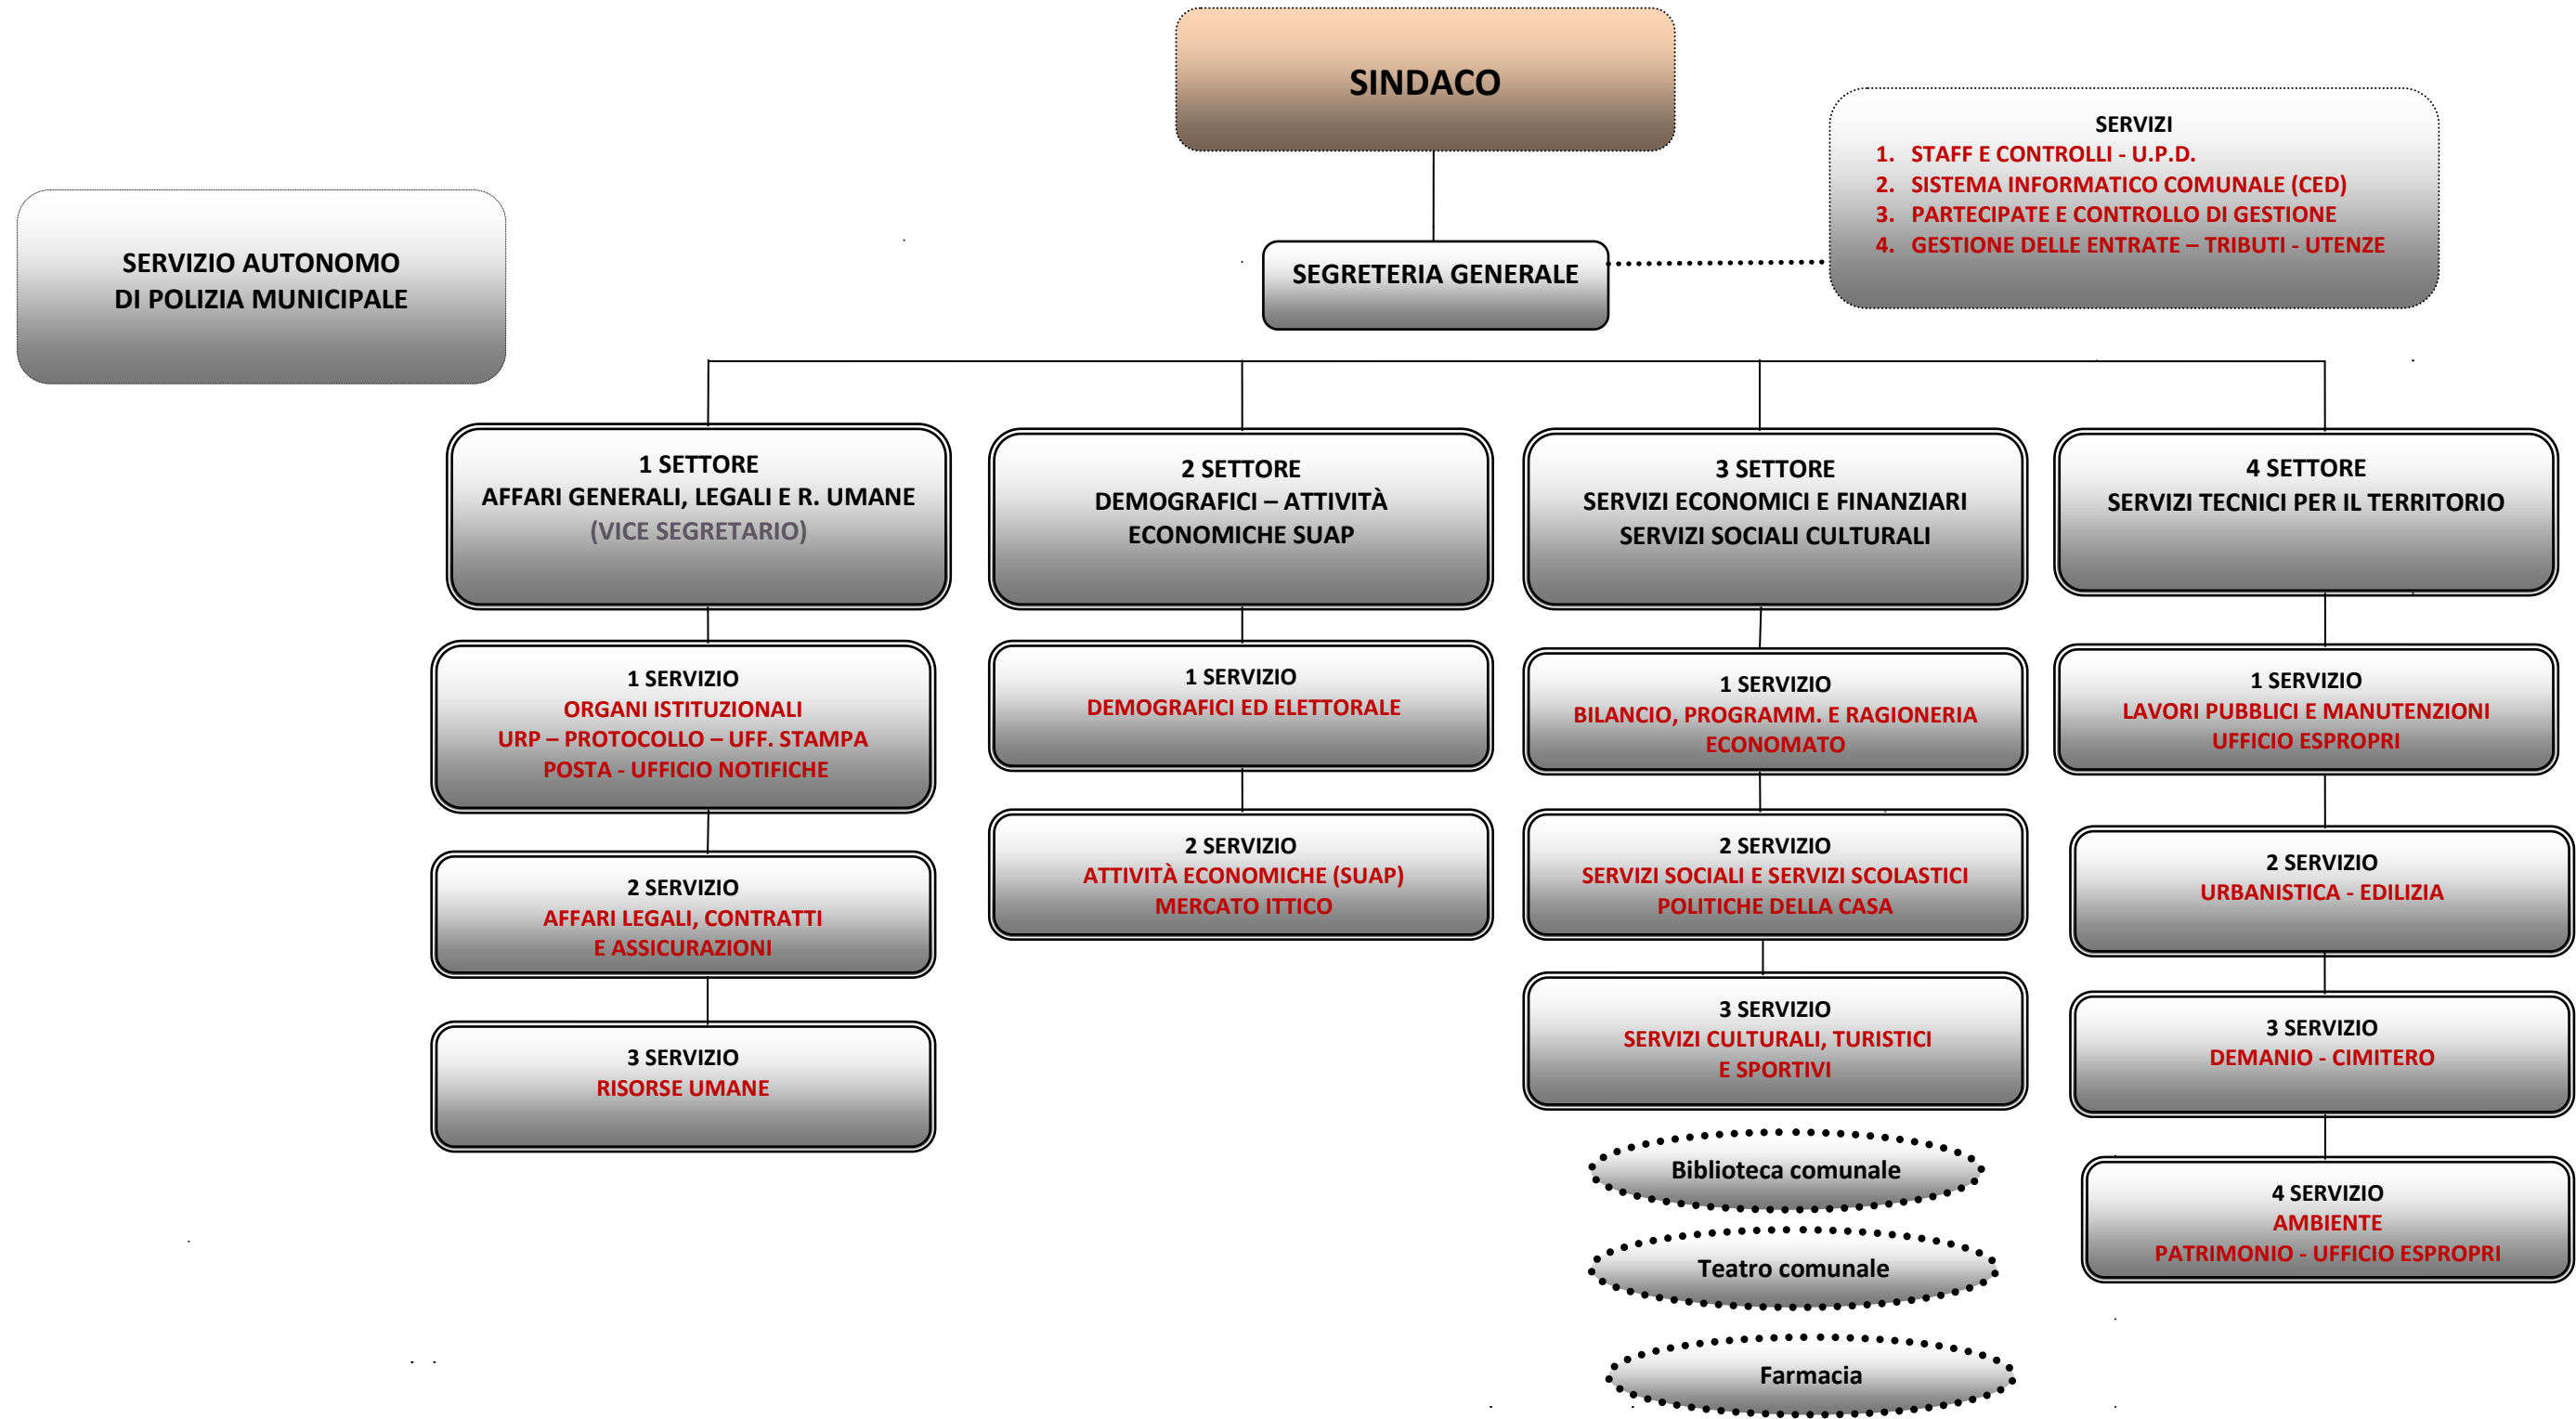 SINDACO
SERVIZI
1. STAFF E CONTROLLI - U.P.D.
2. SISTEMA INFORMATICO COMUNALE (CED)
3. PARTECIPATE E CONTROLLO DI GESTIONE
4. GESTIONE DELLE ENTRATE – TRIBUTI - UTENZE
SERVIZIO AUTONOMO
DI POLIZIA MUNICIPALE
SEGRETERIA GENERALE
1 SETTORE
AFFARI GENERALI, LEGALI E R. UMANE
(VICE SEGRETARIO)
1 SERVIZIO
ORGANI ISTITUZIONALI
URP – PROTOCOLLO – UFF. STAMPA
POSTA - UFFICIO NOTIFICHE
2 SERVIZIO
AFFARI LEGALI, CONTRATTI
E ASSICURAZIONI
3 SERVIZIO
RISORSE UMANE
2 SETTORE
DEMOGRAFICI – ATTIVITÀ
ECONOMICHE SUAP
1 SERVIZIO
DEMOGRAFICI ED ELETTORALE
2 SERVIZIO
ATTIVITÀ ECONOMICHE (SUAP)
MERCATO ITTICO
3 SETTORE
SERVIZI ECONOMICI E FINANZIARI
SERVIZI SOCIALI CULTURALI
1 SERVIZIO
BILANCIO, PROGRAMM. E RAGIONERIA
ECONOMATO
2 SERVIZIO
SERVIZI SOCIALI E SERVIZI SCOLASTICI
POLITICHE DELLA CASA
3 SERVIZIO
SERVIZI CULTURALI, TURISTICI
E SPORTIVI
Biblioteca comunale
Teatro comunale
Farmacia
4 SETTORE
SERVIZI TECNICI PER IL TERRITORIO
1 SERVIZIO
LAVORI PUBBLICI E MANUTENZIONI
UFFICIO ESPROPRI
2 SERVIZIO
URBANISTICA - EDILIZIA
3 SERVIZIO
DEMANIO - CIMITERO
4 SERVIZIO
AMBIENTE
PATRIMONIO - UFFICIO ESPROPRI